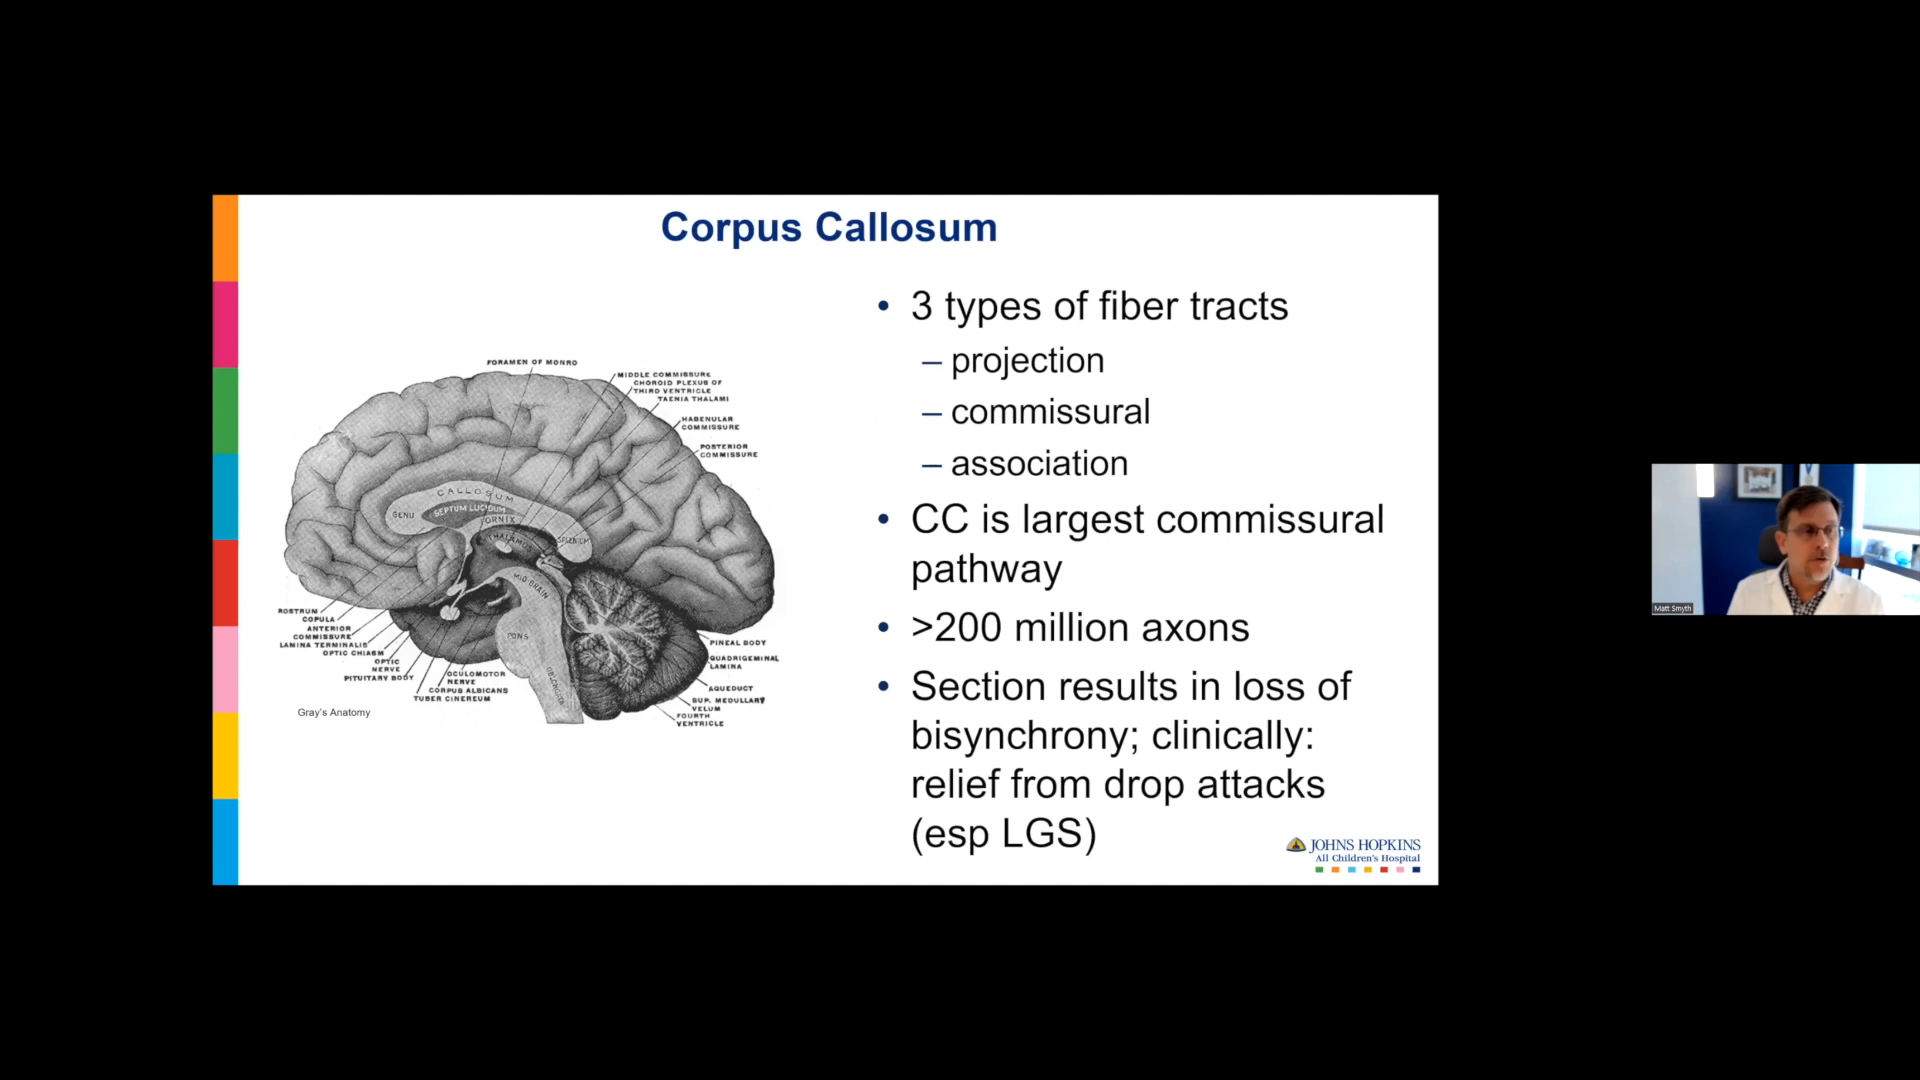 Corpus Callosum
• 3 types of fiber tracts
– projection
– commissural
– association
• CC is largest commissural
pathway
• >200 million axons
• Section results in loss of
bisynchrony; clinically:
relief from drop attacks
(esp LGS)
FORAMEN OF MONRO
MIDDLE COMMISSURE
CHOROID PLEXUS OF
THIRD VENTRICLE
TAENIA THALAMI
HABENULAR
COMMISSURE
POSTERIOR
COMMISSURE
CALLOSUM
GENU
SEPTUM LUCIDUM
ORNIX
THALAMUS
SPLENIUM
MID-BRAIN
PONS
ROSTRUM
COPULA
ANTERIOR
COMMISSURE
LAMINA TERMINALIS
OPTIC CHIASM
OPTIC
NERVE
PITUITARY BODY
OCULOMOTOR
NERVE
CORPUS ALBICANS
TUBER CINEREUM
PINEAL BODY
QUADRIGEMINAL
LAMINA
AQUEDUCT
SUP. MEDULLARY
VELUM
FOURTH
VENTRICLE
Gray's Anatomy
JOHNS HOPKINS
All Children's Hospital
Matt Smyth